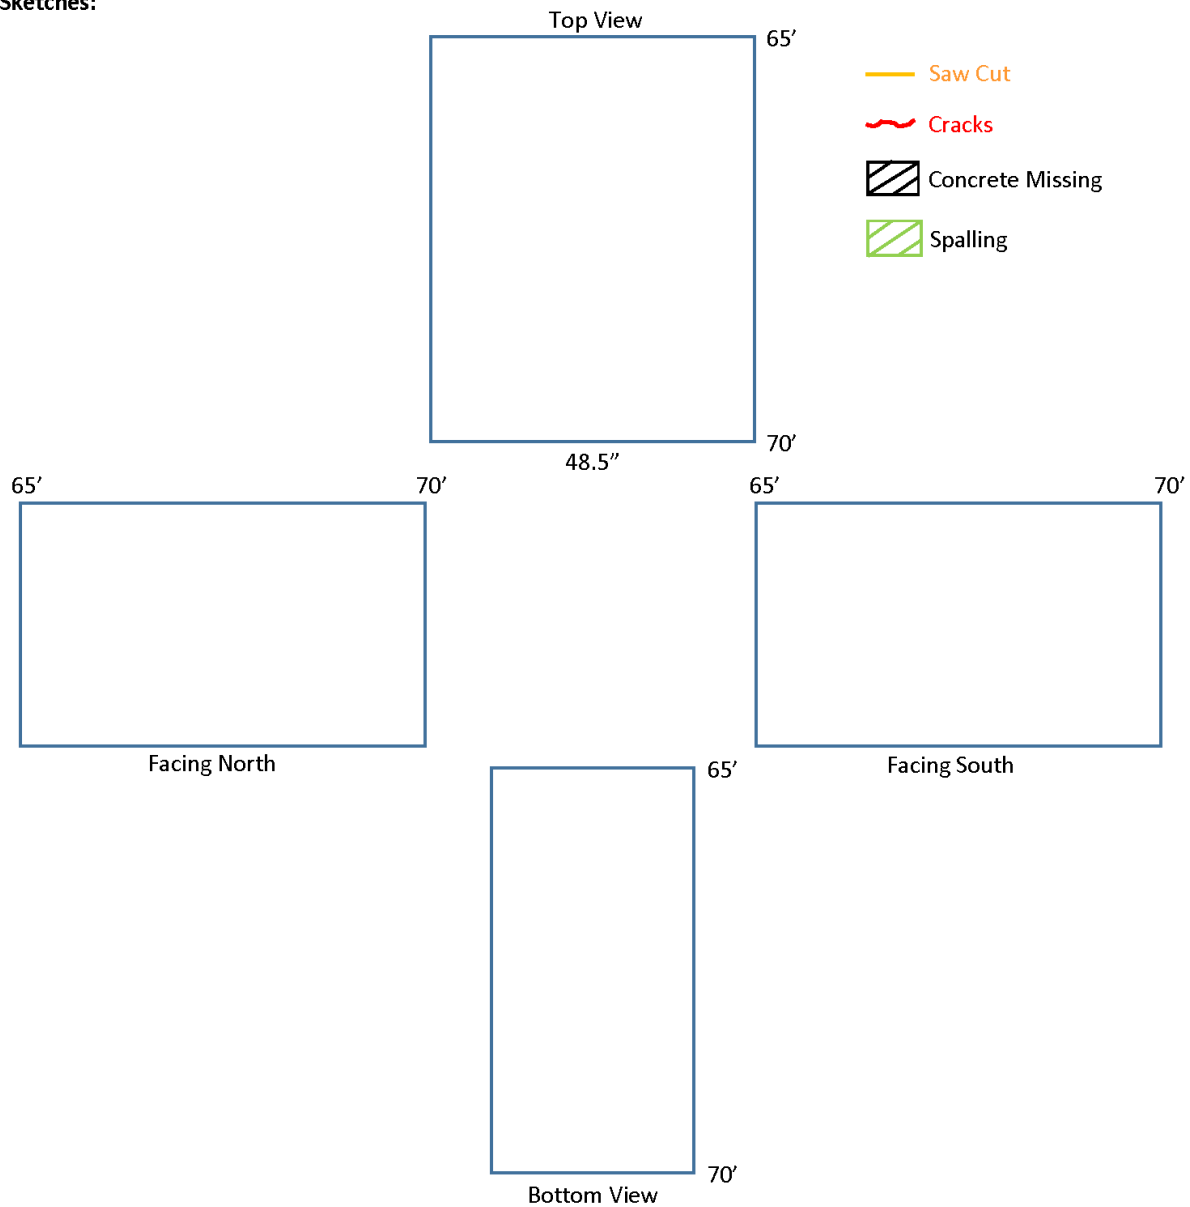 Sketches:
Top View
65’
Saw Cut
Cracks
Concrete Missing
Spalling
70’
48.5”
65’
70’
65’
70’
Facing North
Facing South
65’
70’
Bottom View